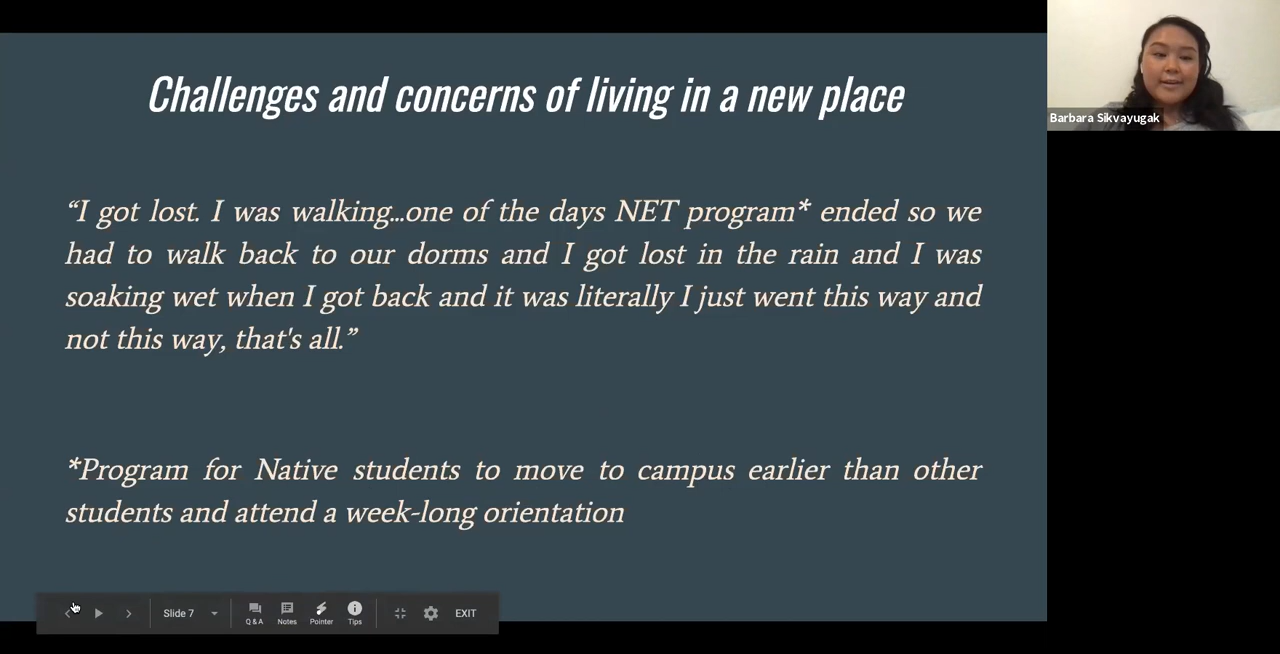 Challenges and concerns of living in a new place
Barbara Sikvayugak
“I got lost. I was walking...one of the days NET program* ended so we
had to walk back to our dorms and I got lost in the rain and I was
soaking wet when I got back and it was literally I just went this way and
not this way, that's all.”
*Program for Native students to move to campus earlier than other
students and attend a week-long orientation
Slide 7
Q & A
Notes
Pointer
Tips
EXIT